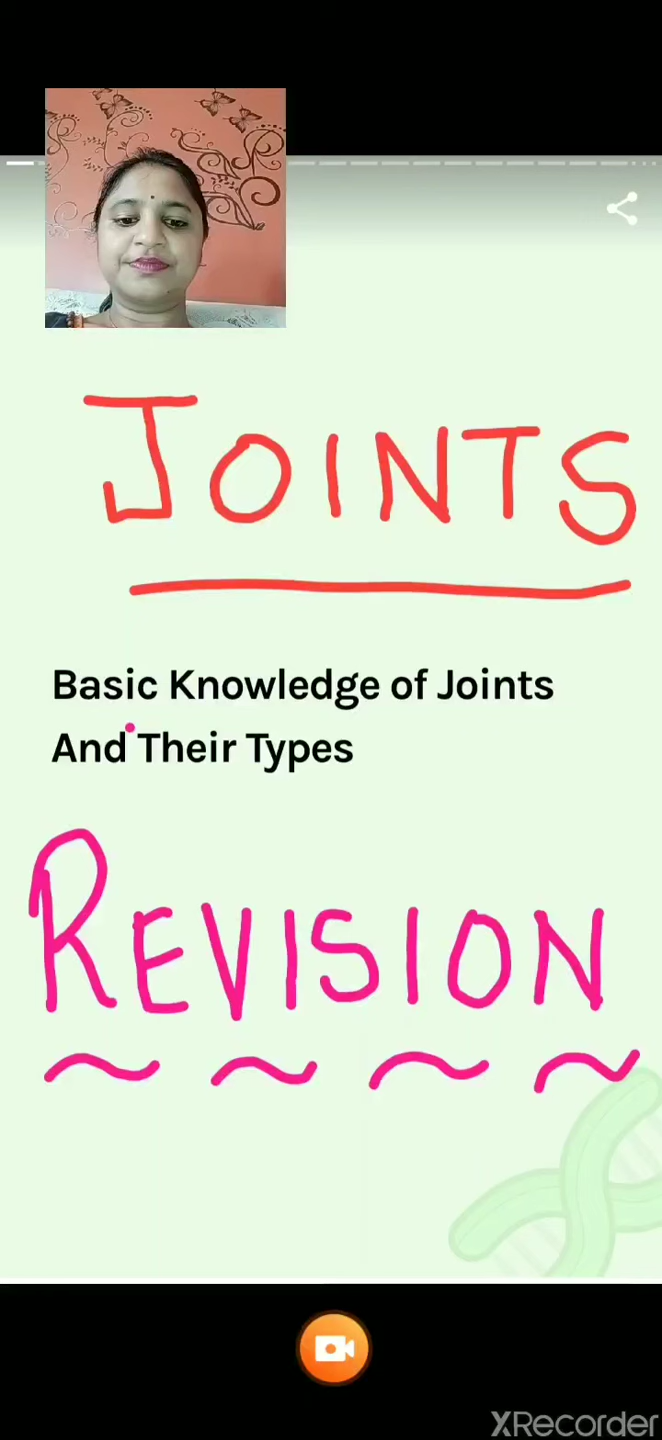 JOINTS
Basic Knowledge of Joints
And Their Types
REVISION
XRecorder